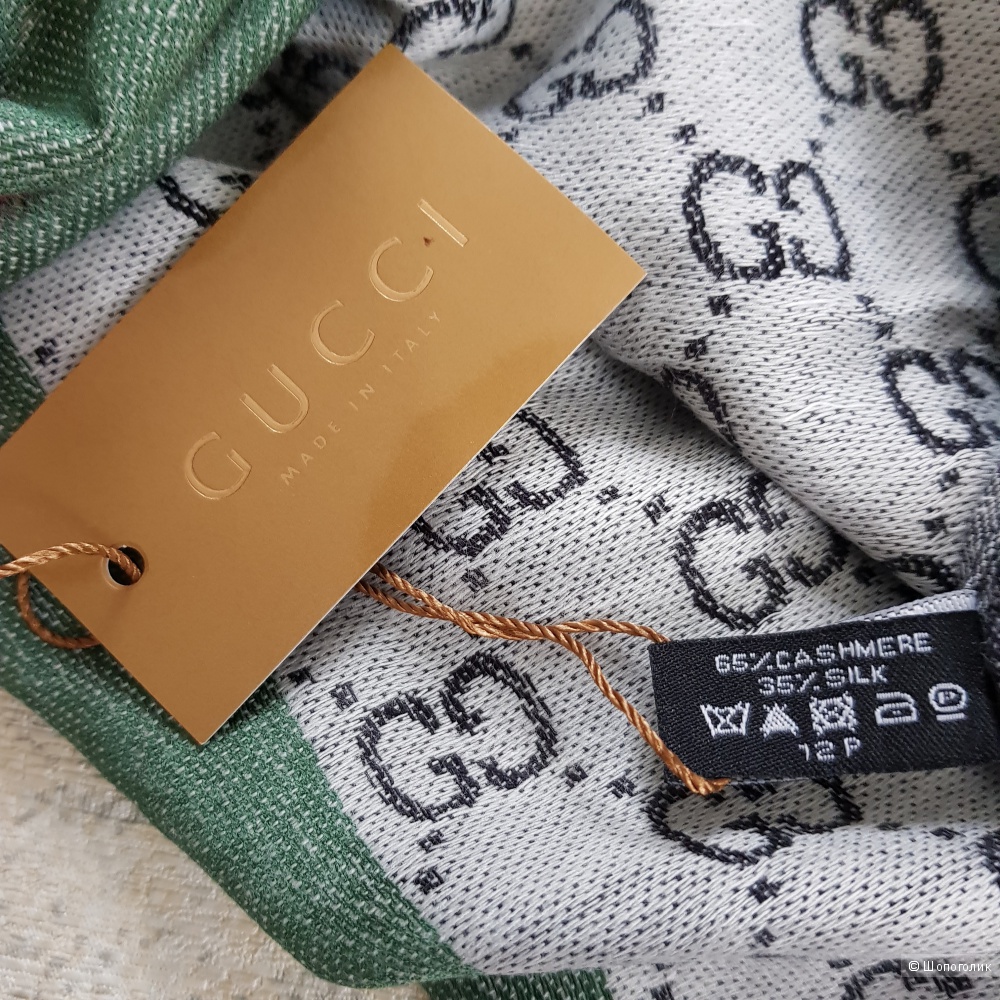 GUCCI
MADE IN ITALY
65% CASHMERE
35% SILK
12 P
© Шопоголик